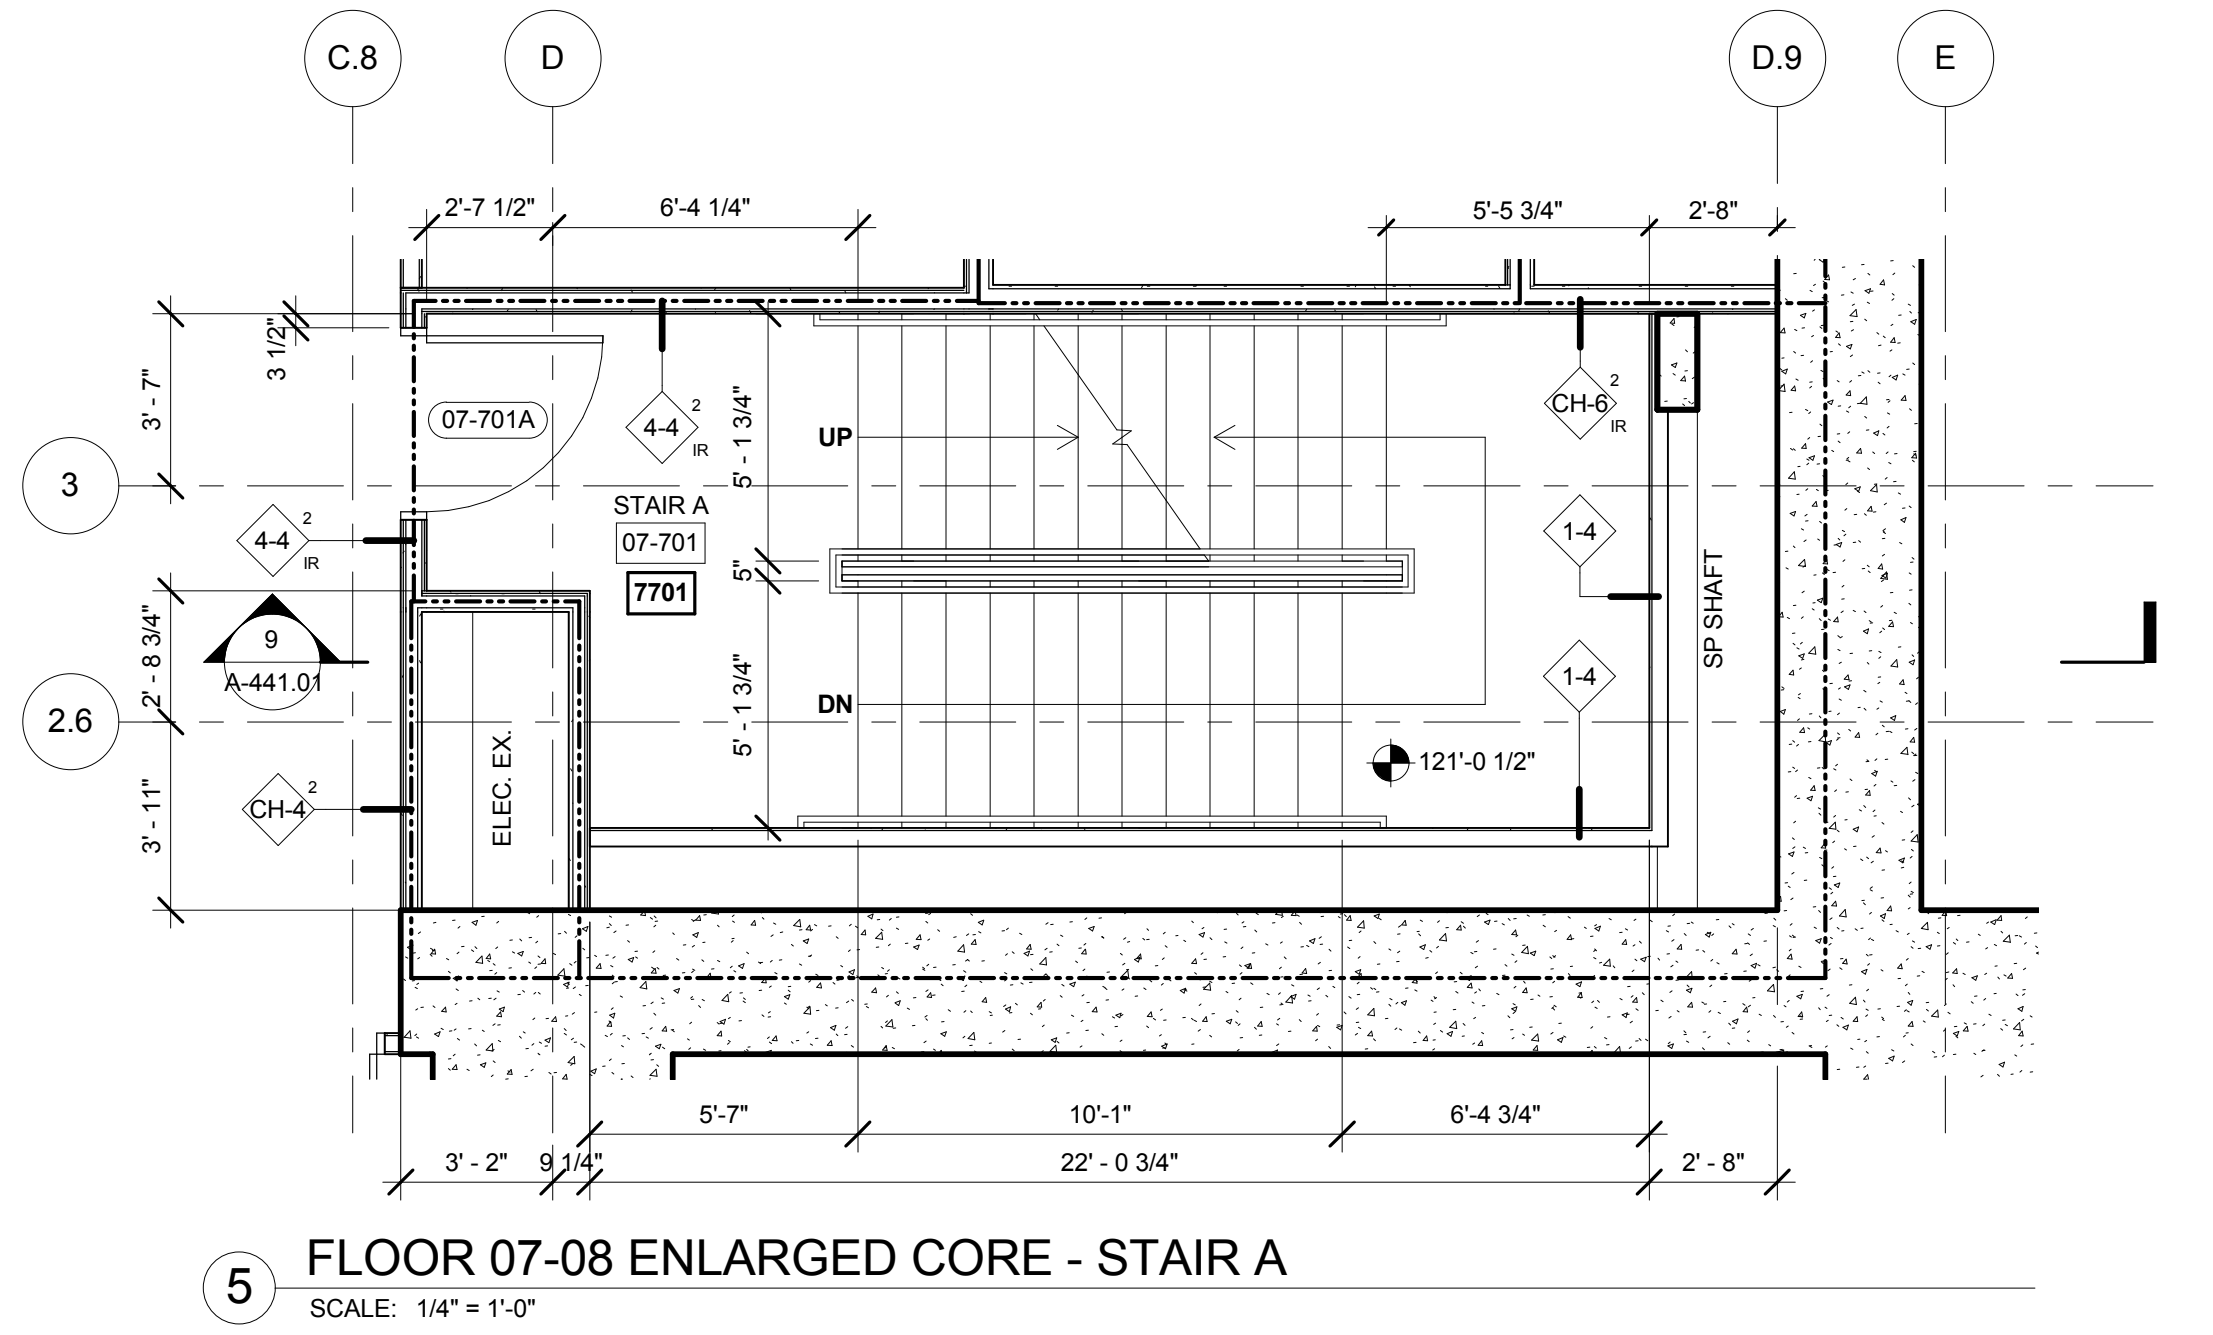 C.8
D
D.9
E
2'-7 1/2"
6'-4 1/4"
5'-5 3/4"
2'-8"
3 1/2"
3' - 7"
07-701A
4-4
2
IR
5' - 1 3/4"
UP
CH-6
2
IR
3
4-4
2
IR
STAIR A
07-701
7701
5"
1-4
SP SHAFT
9
A-441.01
2' - 8 3/4"
2.6
5' - 1 3/4"
DN
1-4
121'-0 1/2"
CH-4
2
3' - 11"
ELEC. EX.
5'-7"
10'-1"
6'-4 3/4"
3' - 2"
9 1/4"
22' - 0 3/4"
2' - 8"
5
FLOOR 07-08 ENLARGED CORE - STAIR A
SCALE: 1/4" = 1'-0"